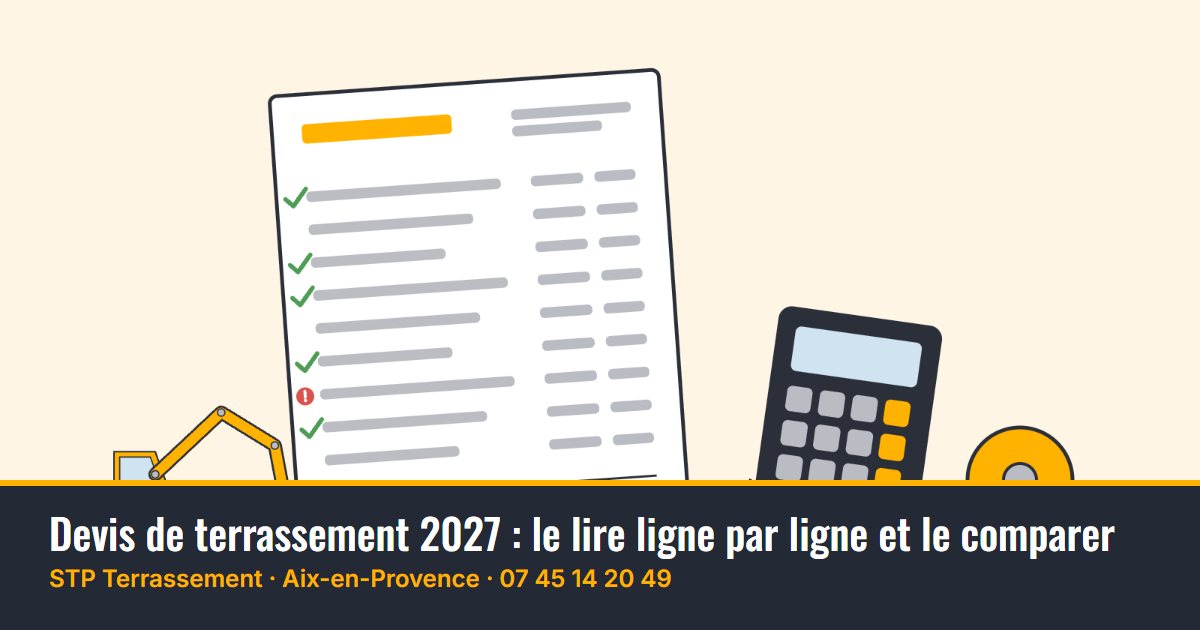 Devis de terrassement 2027 : le lire ligne par ligne et le comparer
STP Terrassement · Aix-en-Provence · 07 45 14 20 49